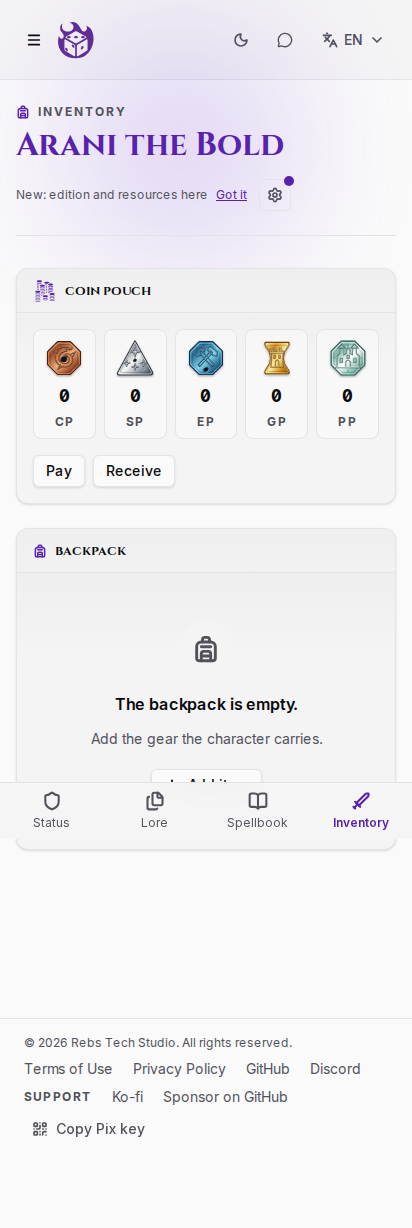 EN
INVENTORY
Arani the Bold
New: edition and resources here Got it
COIN POUCH
0 0 0 0 0
CP SP EP GP PP
Pay Receive
BACKPACK
The backpack is empty.
Add the gear the character carries.
Status Lore Spellbook Inventory
© 2026 Rebs Tech Studio. All rights reserved.
Terms of Use Privacy Policy GitHub Discord
SUPPORT Ko-fi Sponsor on GitHub
Copy Pix key